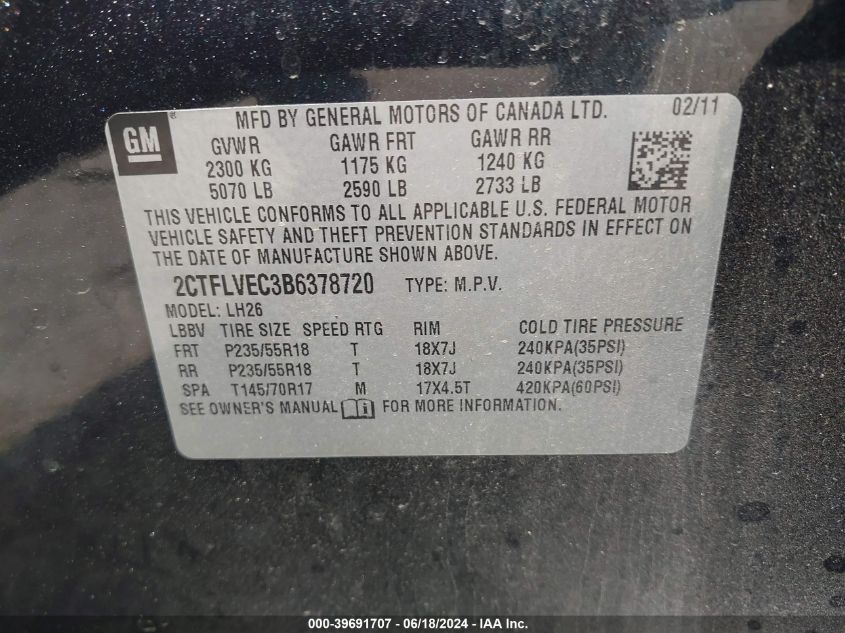 MFD BY GENERAL MOTORS OF CANADA LTD. 02/11
GM®
GVWR GAWR FRT GAWR RR
2300 KG 1175 KG 1240 KG
5070 LB 2590 LB 2733 LB
THIS VEHICLE CONFORMS TO ALL APPLICABLE U.S. FEDERAL MOTOR
VEHICLE SAFETY AND THEFT PREVENTION STANDARDS IN EFFECT ON
THE DATE OF MANUFACTURE SHOWN ABOVE.
2CTFLVEC3B6378720 TYPE: M.P.V.
MODEL: LH26
LBBV TIRE SIZE SPEED RTG RIM COLD TIRE PRESSURE
FRT P235/55R18 T 18X7J 240KPA(35PSI)
RR P235/55R18 T 18X7J 240KPA(35PSI)
SPA T145/70R17 M 17X4.5T 420KPA(60PSI)
SEE OWNER'S MANUAL FOR MORE INFORMATION.
000-39691707 - 06/18/2024 - IAA Inc.